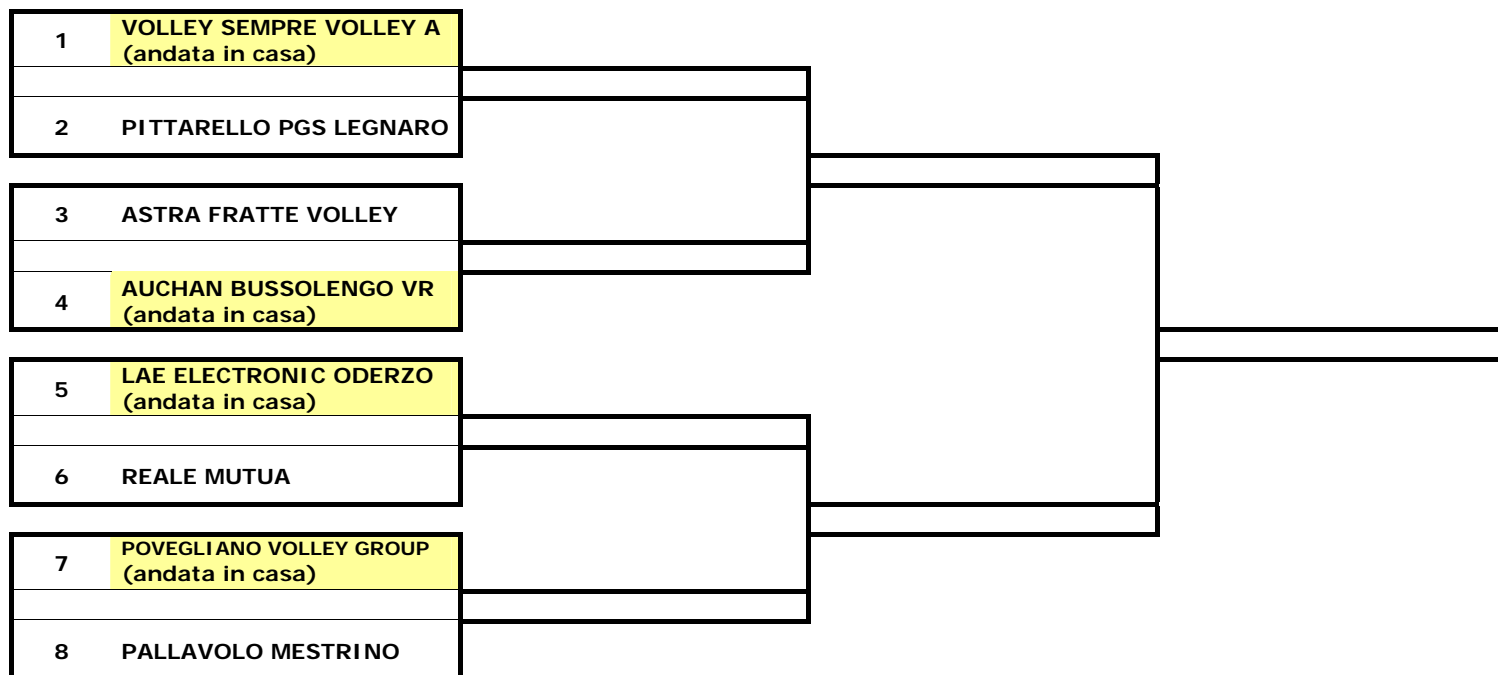 1 VOLLEY SEMPRE VOLLEY A
(andata in casa)
2 PITTARELLO PGS LEGNARO
3 ASTRA FRATTE VOLLEY
4 AUCHAN BUSSOLENGO VR
(andata in casa)
5 LAE ELECTRONIC ODERZO
(andata in casa)
6 REALE MUTUA
7 POVEGLIANO VOLLEY GROUP
(andata in casa)
8 PALLAVOLO MESTRINO